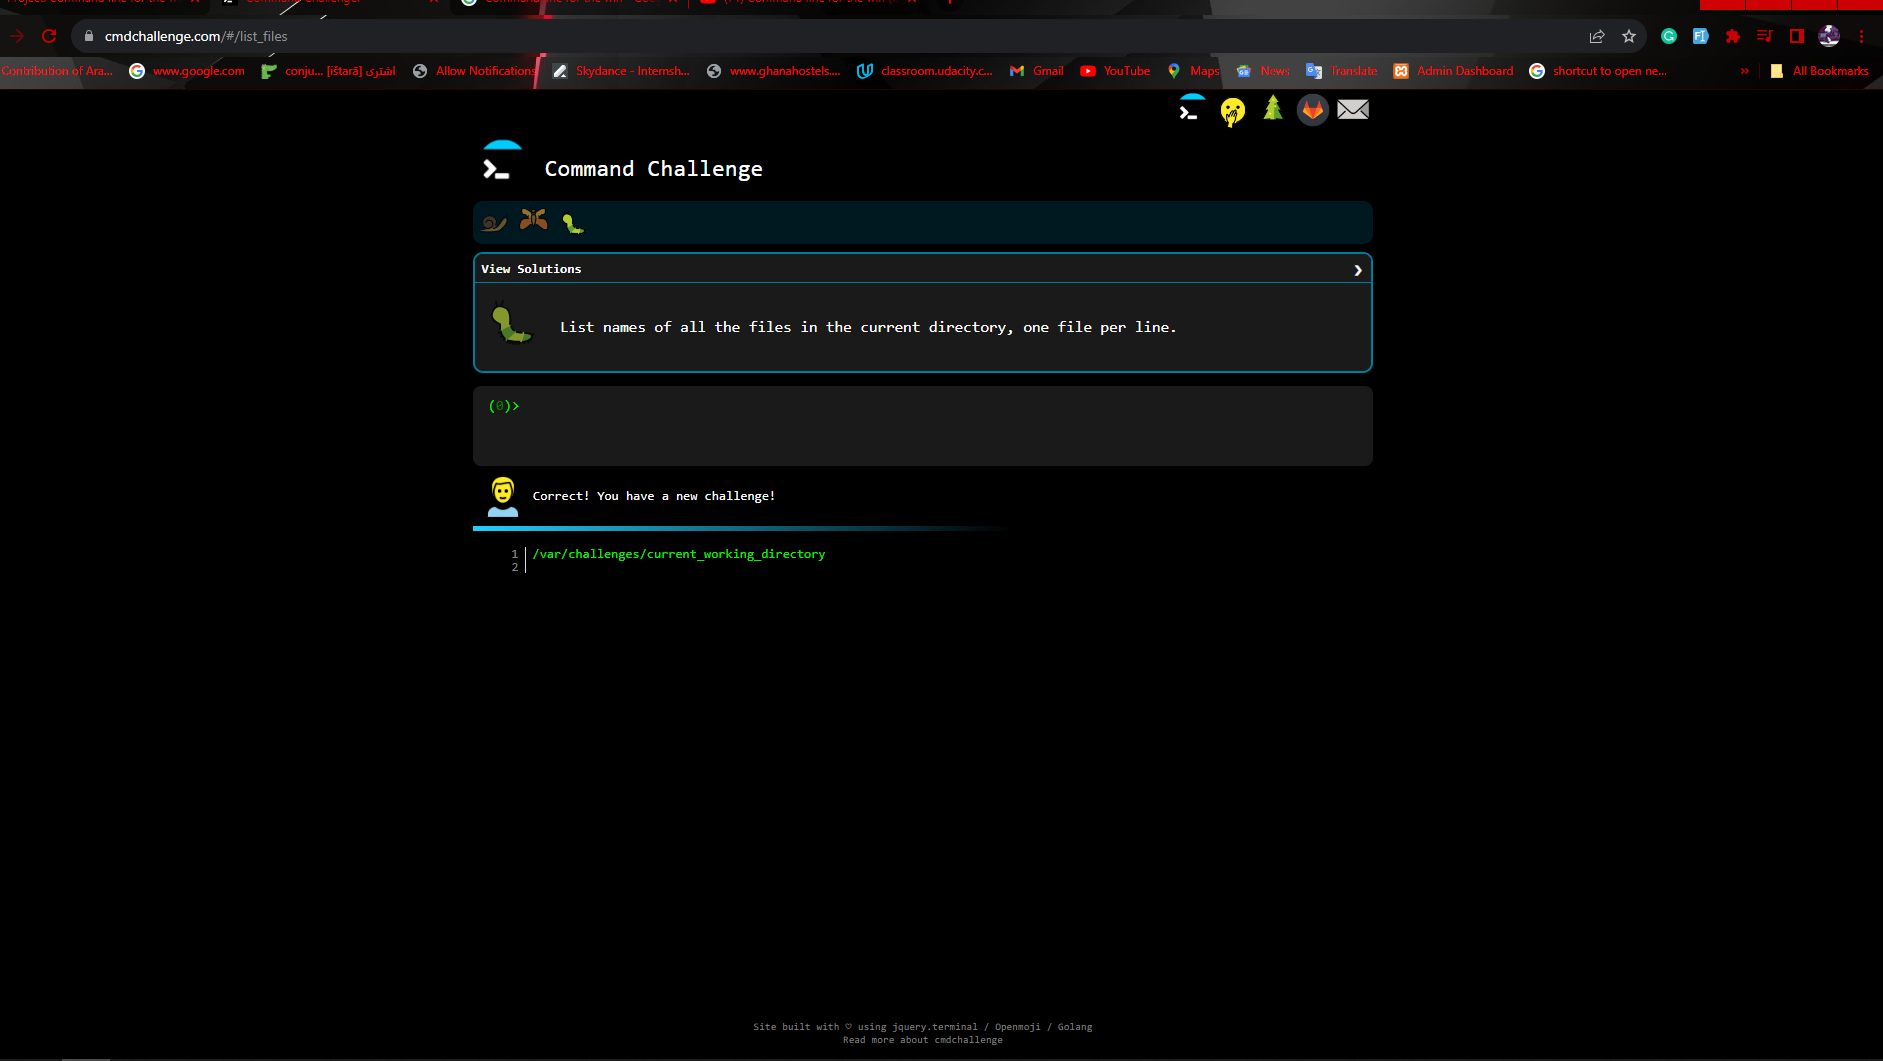 cmdchallenge.com/#/list_files
Contribution of Ara...
www.google.com
conju... [ištarā] اشترى
Allow Notifications
Skydance - Internsh...
www.ghanahostels....
classroom.udacity.c...
Gmail
YouTube
Maps
News
Translate
Admin Dashboard
shortcut to open ne...
»
All Bookmarks
Command Challenge
View Solutions
List names of all the files in the current directory, one file per line.
(0)>
Correct! You have a new challenge!
1 /var/challenges/current_working_directory
2
Site built with ♡ using jquery.terminal / Openmoji / Golang
Read more about cmdchallenge